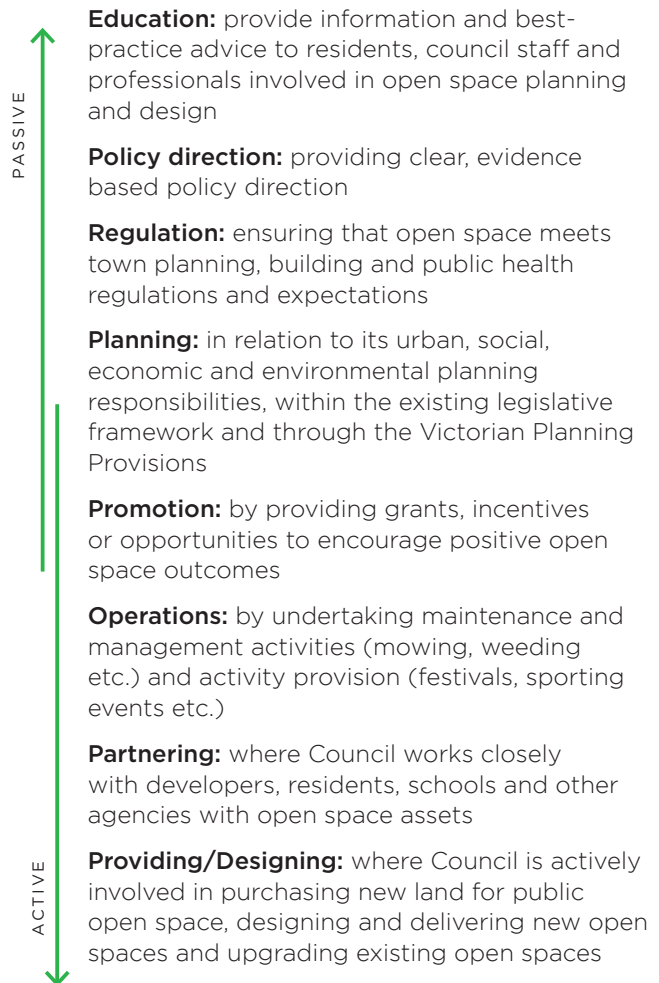 Education: provide information and best-
practice advice to residents, council staff and
professionals involved in open space planning
and design
PASSIVE
Policy direction: providing clear, evidence
based policy direction
Regulation: ensuring that open space meets
town planning, building and public health
regulations and expectations
Planning: in relation to its urban, social,
economic and environmental planning
responsibilities, within the existing legislative
framework and through the Victorian Planning
Provisions
Promotion: by providing grants, incentives
or opportunities to encourage positive open
space outcomes
Operations: by undertaking maintenance and
management activities (mowing, weeding
etc.) and activity provision (festivals, sporting
events etc.)
Partnering: where Council works closely
with developers, residents, schools and other
agencies with open space assets
ACTIVE
Providing/Designing: where Council is actively
involved in purchasing new land for public
open space, designing and delivering new open
spaces and upgrading existing open spaces